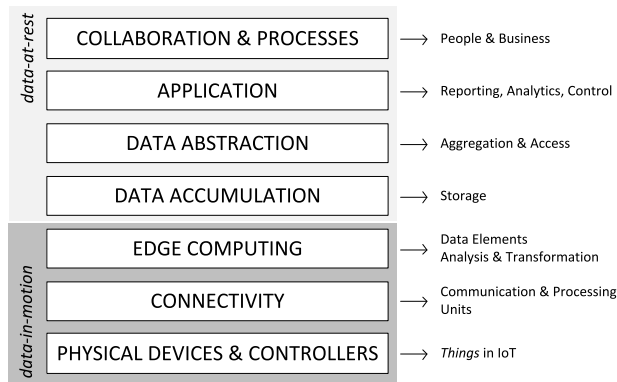 data-at-rest
COLLABORATION & PROCESSES
People & Business
APPLICATION
Reporting, Analytics, Control
DATA ABSTRACTION
Aggregation & Access
DATA ACCUMULATION
Storage
data-in-motion
EDGE COMPUTING
Data Elements
Analysis & Transformation
CONNECTIVITY
Communication & Processing
Units
PHYSICAL DEVICES & CONTROLLERS
Things in IoT